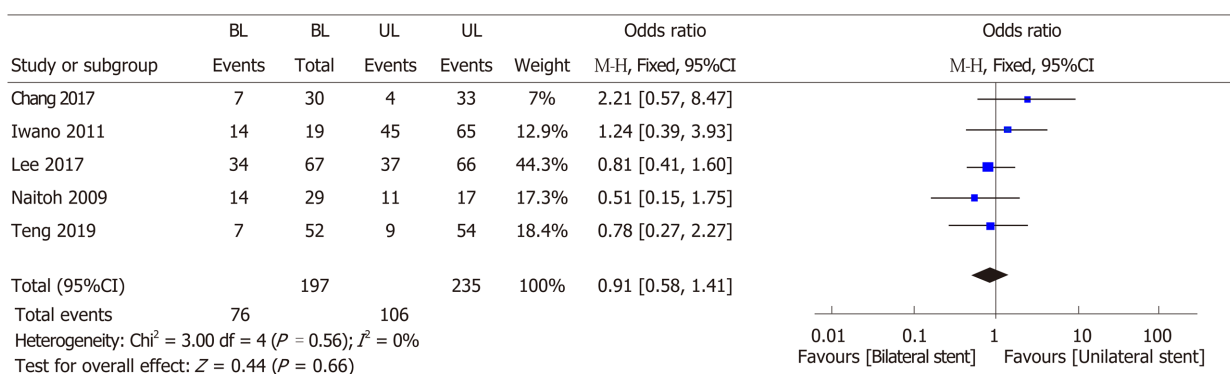 BL BL UL UL Odds ratio Odds ratio
Study or subgroup Events Total Events Events Weight M-H, Fixed, 95%CI M-H, Fixed, 95%CI
Chang 2017 7 30 4 33 7% 2.21 [0.57, 8.47]
Iwano 2011 14 19 45 65 12.9% 1.24 [0.39, 3.93]
Lee 2017 34 67 37 66 44.3% 0.81 [0.41, 1.60]
Naitoh 2009 14 29 11 17 17.3% 0.51 [0.15, 1.75]
Teng 2019 7 52 9 54 18.4% 0.78 [0.27, 2.27]
Total (95%CI) 197 235 100% 0.91 [0.58, 1.41]
Total events 76 106
Heterogeneity: Chi² = 3.00 df = 4 (P = 0.56); I² = 0%
Test for overall effect: Z = 0.44 (P = 0.66)
0.01 0.1 1 10 100
Favours [Bilateral stent] Favours [Unilateral stent]